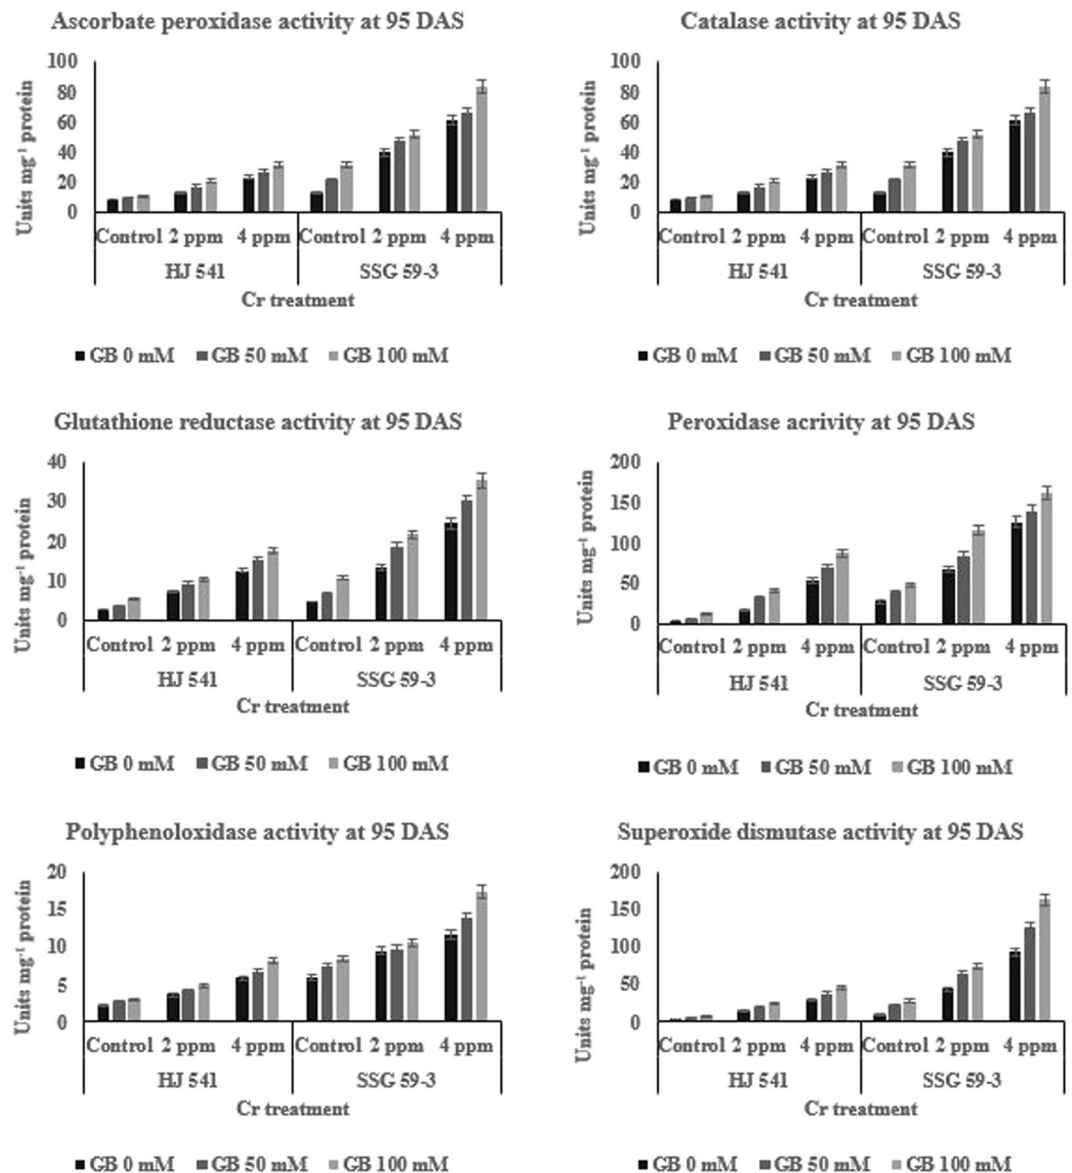 Ascorbate peroxidase activity at 95 DAS
Units mg⁻¹ protein
100
80
60
40
20
0
Control 2 ppm 4 ppm Control 2 ppm 4 ppm
HJ 541 SSG 59-3
Cr treatment
GB 0 mM GB 50 mM GB 100 mM
Catalase activity at 95 DAS
Units mg⁻¹ protein
100
80
60
40
20
0
Control 2 ppm 4 ppm Control 2 ppm 4 ppm
HJ 541 SSG 59-3
Cr treatment
GB 0 mM GB 50 mM GB 100 mM
Glutathione reductase activity at 95 DAS
Units mg⁻¹ protein
40
30
20
10
0
Control 2 ppm 4 ppm Control 2 ppm 4 ppm
HJ 541 SSG 59-3
Cr treatment
GB 0 mM GB 50 mM GB 100 mM
Peroxidase acrivity at 95 DAS
Units mg⁻¹ protein
200
150
100
50
0
Control 2 ppm 4 ppm Control 2 ppm 4 ppm
HJ 541 SSG 59-3
Cr treatment
GB 0 mM GB 50 mM GB 100 mM
Polyphenoloxidase activity at 95 DAS
Units mg⁻¹ protein
20
15
10
5
0
Control 2 ppm 4 ppm Control 2 ppm 4 ppm
HJ 541 SSG 59-3
Cr treatment
GB 0 mM GB 50 mM GB 100 mM
Superoxide dismutase activity at 95 DAS
Units mg⁻¹ protein
200
150
100
50
0
Control 2 ppm 4 ppm Control 2 ppm 4 ppm
HJ 541 SSG 59-3
Cr treatment
GB 0 mM GB 50 mM GB 100 mM